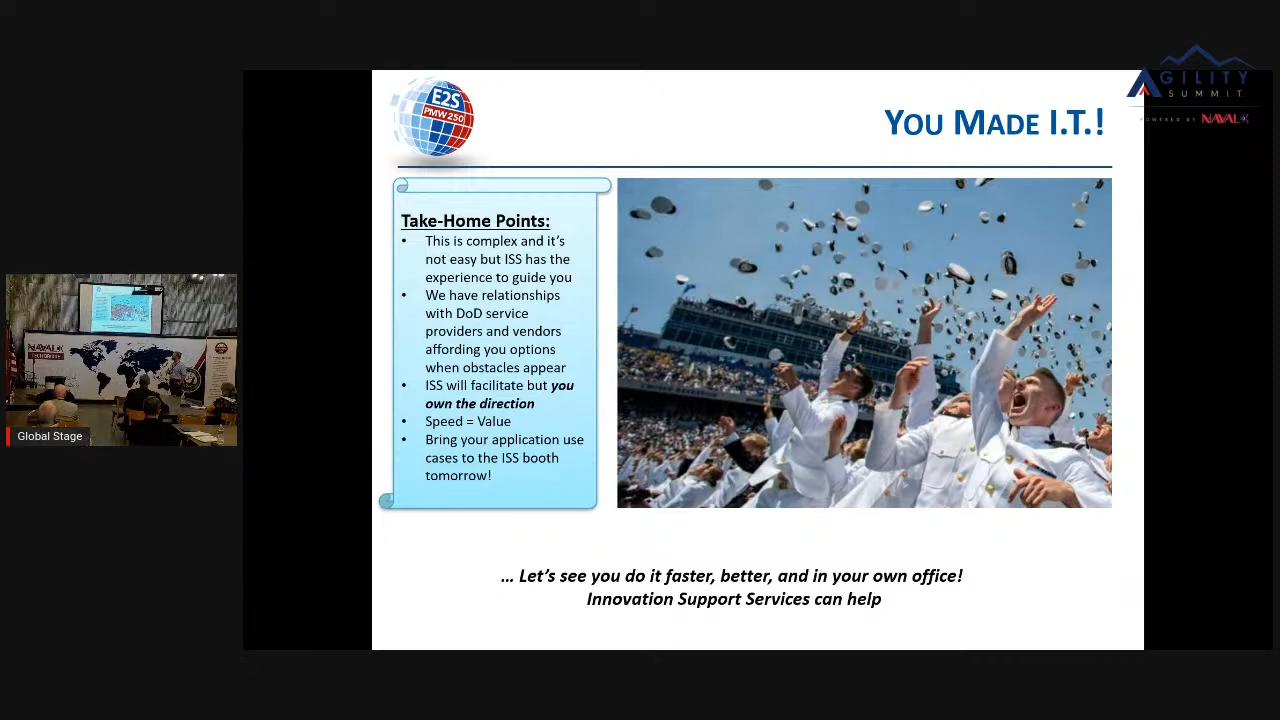 AGILITY
SUMMIT
POWERED BY NAVALX
E2S
PMW 250
YOU MADE I.T.!
Take-Home Points:
• This is complex and it's
not easy but ISS has the
experience to guide you
• We have relationships
with DoD service
providers and vendors
affording you options
when obstacles appear
• ISS will facilitate but you
own the direction
• Speed = Value
• Bring your application use
cases to the ISS booth
tomorrow!
... Let's see you do it faster, better, and in your own office!
Innovation Support Services can help
NAVALX
TECHBRIDGE
Global Stage